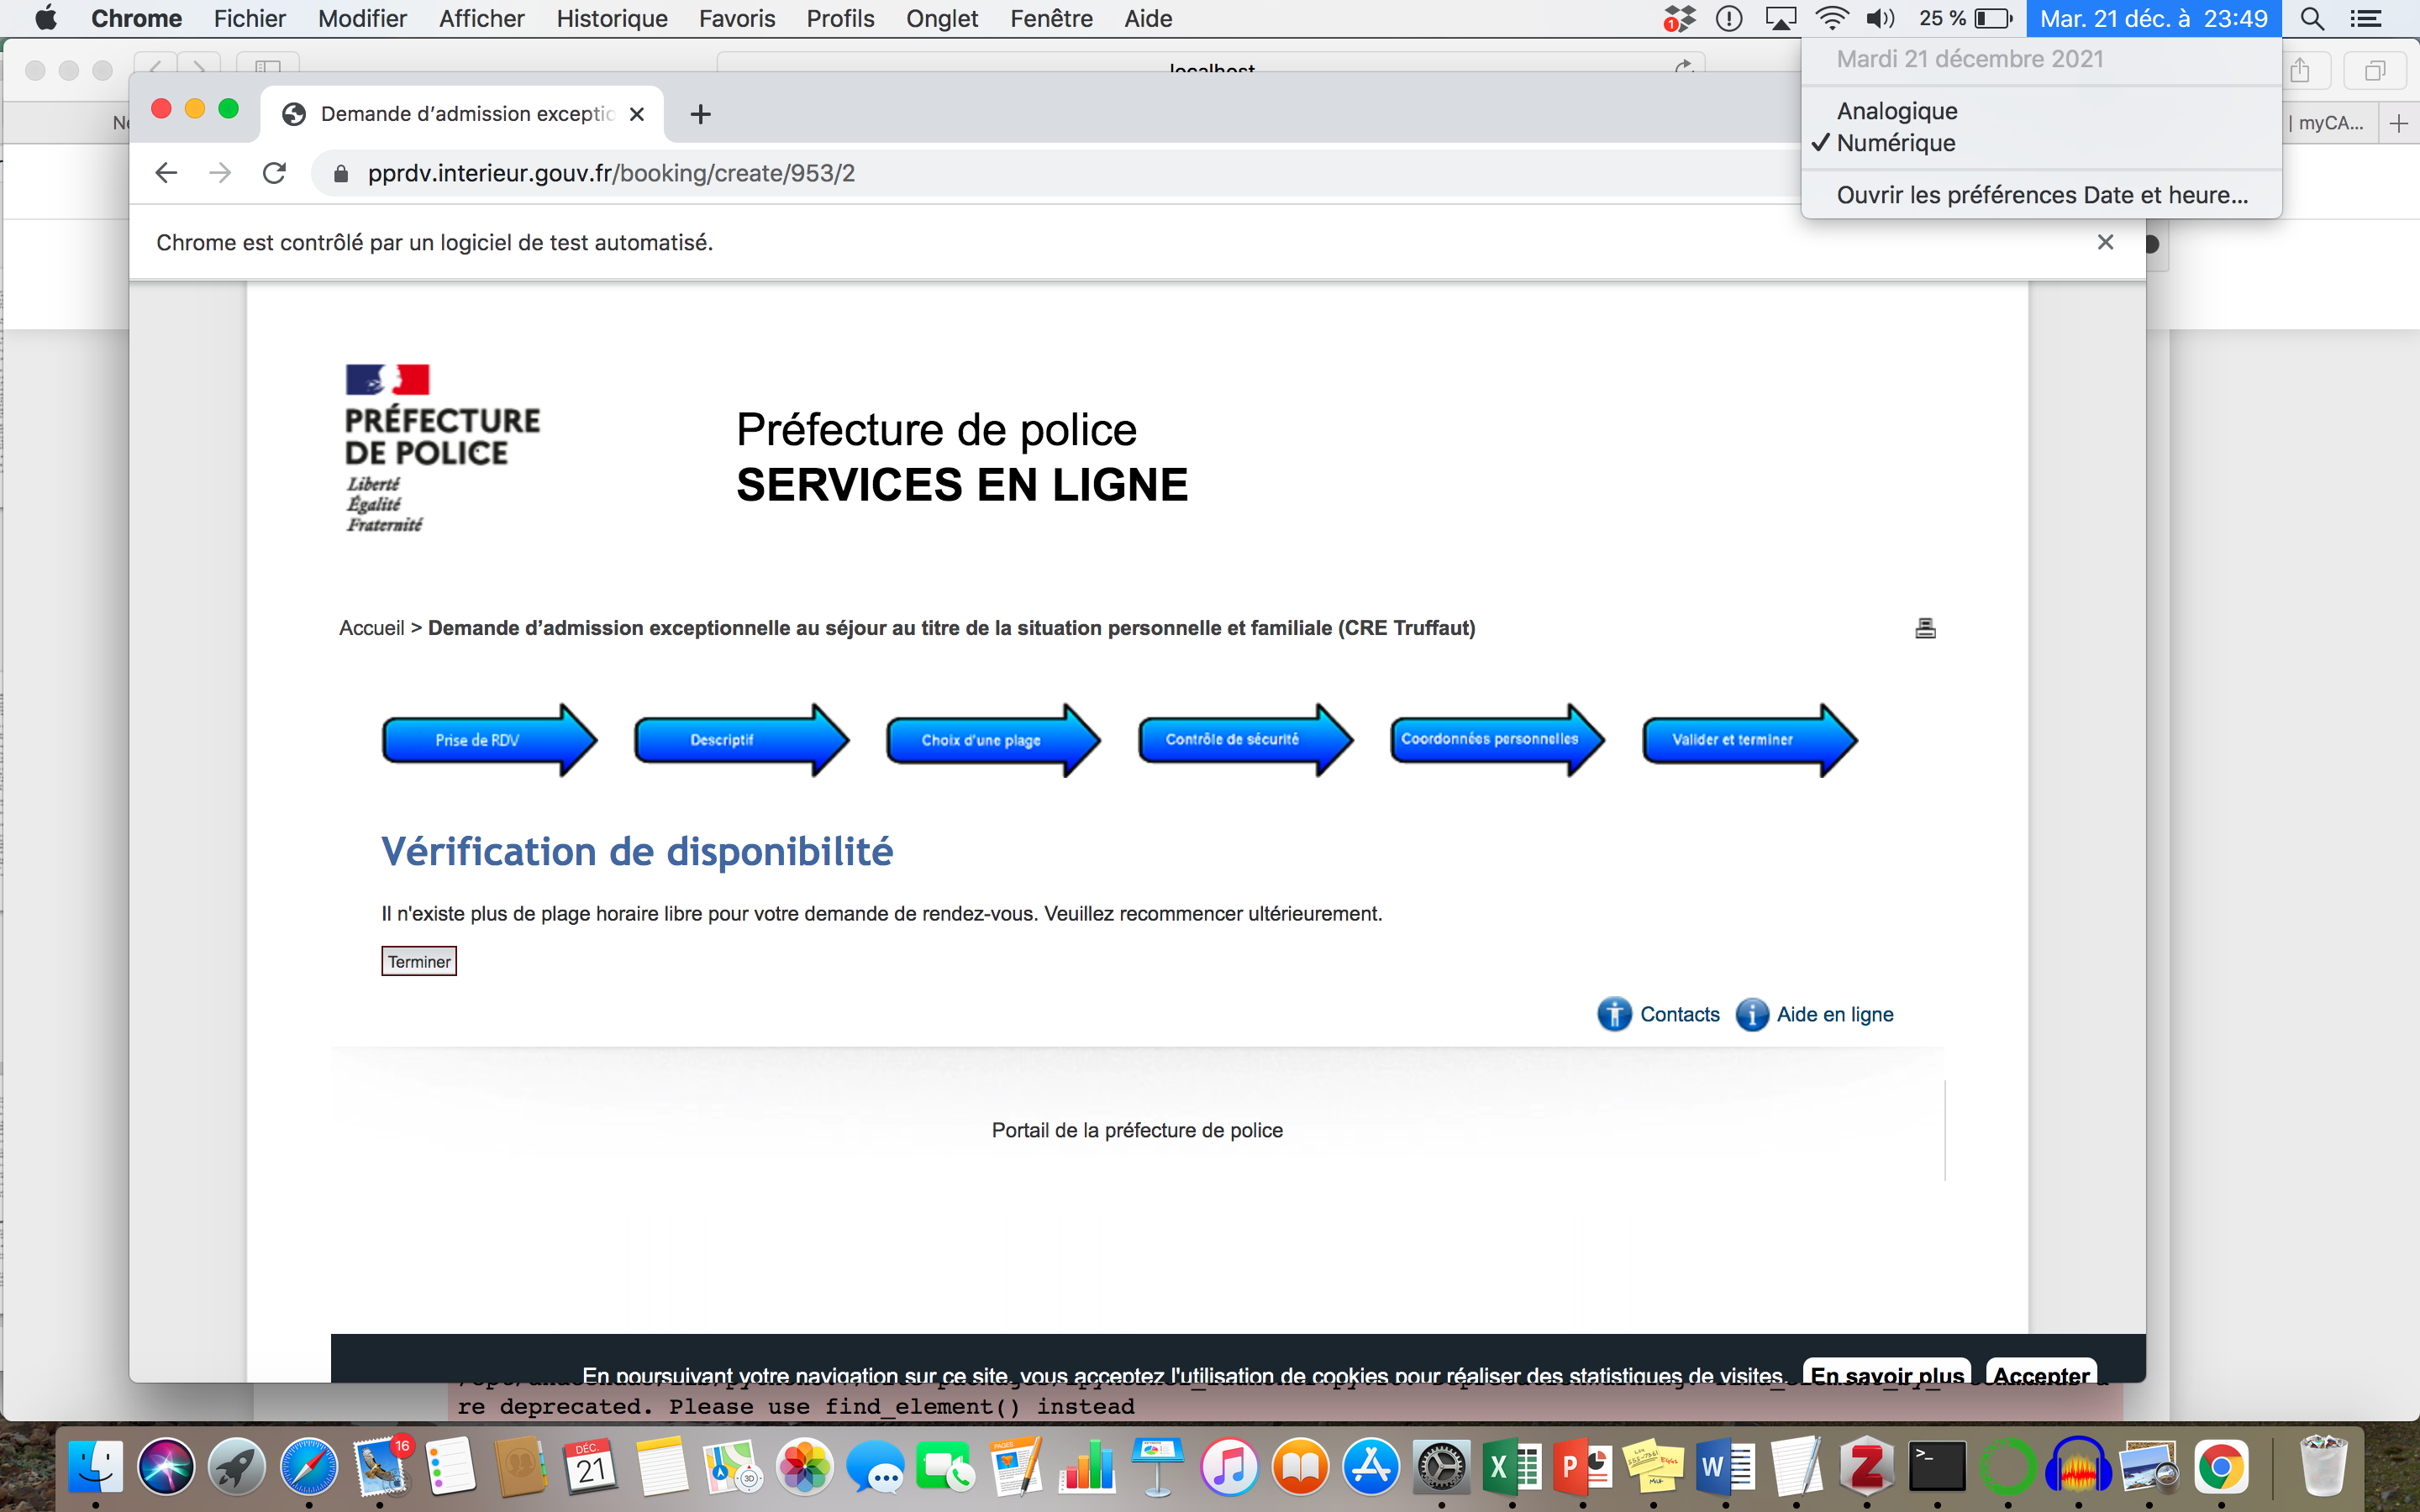 Chrome Fichier Modifier Afficher Historique Favoris Profils Onglet Fenêtre Aide
1 25 % Mar. 21 déc. à 23:49
Mardi 21 décembre 2021
Analogique
✓ Numérique
Ouvrir les préférences Date et heure...
localhost
| myCA...
Demande d’admission exceptio
pprdv.interieur.gouv.fr/booking/create/953/2
Chrome est contrôlé par un logiciel de test automatisé.
PRÉFECTURE
DE POLICE
Liberté
Égalité
Fraternité
Préfecture de police
SERVICES EN LIGNE
Accueil > Demande d’admission exceptionnelle au séjour au titre de la situation personnelle et familiale (CRE Truffaut)
Prise de RDV
Descriptif
Choix d'une plage
Contrôle de sécurité
Coordonnées personnelles
Valider et terminer
Vérification de disponibilité
Il n'existe plus de plage horaire libre pour votre demande de rendez-vous. Veuillez recommencer ultérieurement.
Terminer
Contacts
Aide en ligne
Portail de la préfecture de police
En poursuivant votre navigation sur ce site, vous acceptez l'utilisation de cookies pour réaliser des statistiques de visites. En savoir plus Accepter
re deprecated. Please use find_element() instead
16
DÉC.
21
3D
PAGES
X
P
W
Z
>_